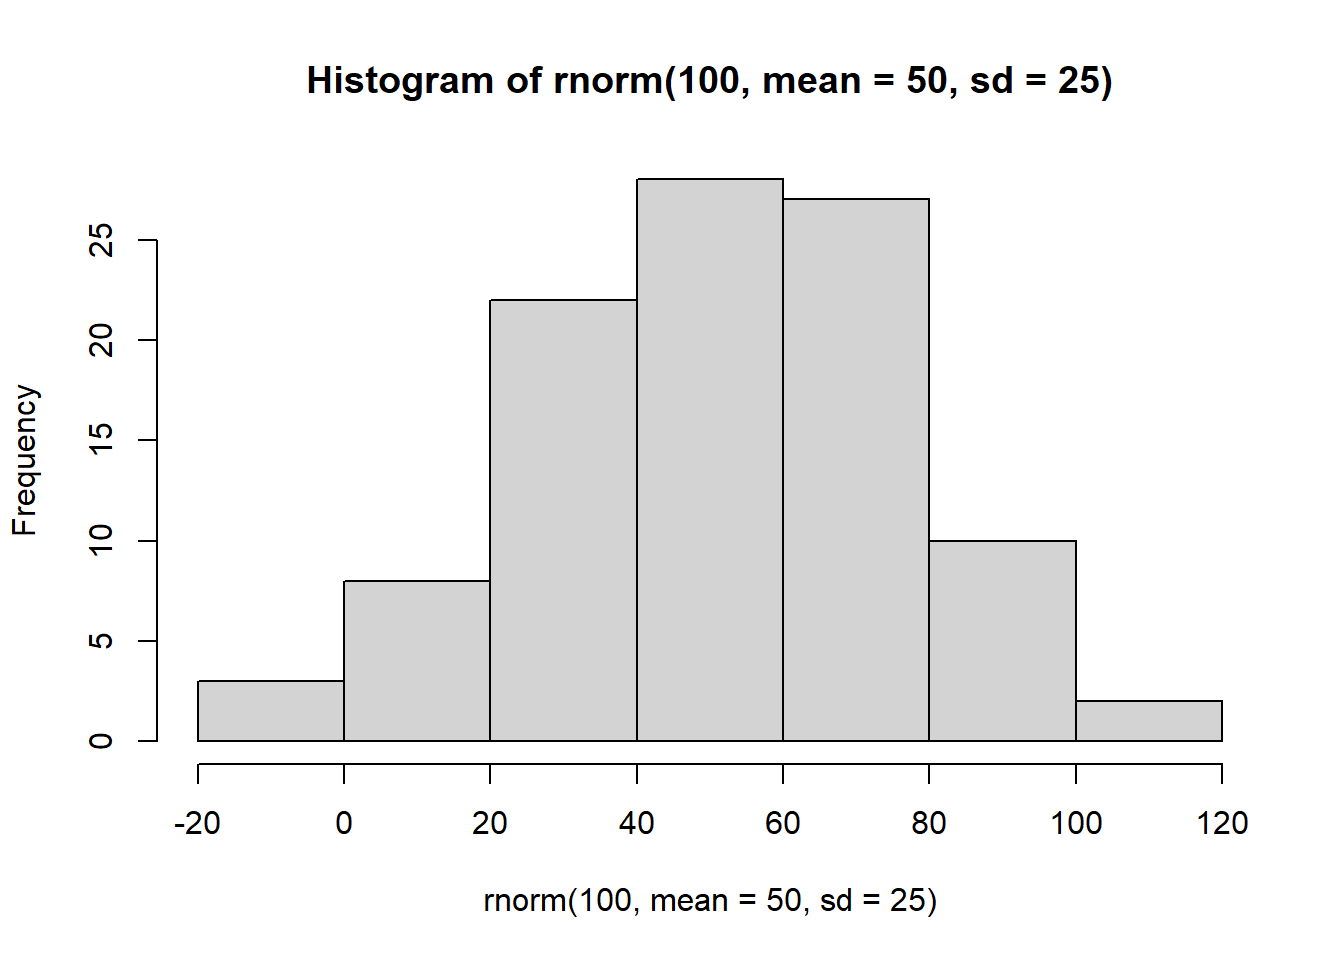 Histogram of rnorm(100, mean = 50, sd = 25)
Frequency
25
20
15
10
5
0
-20 0 20 40 60 80 100 120
rnorm(100, mean = 50, sd = 25)